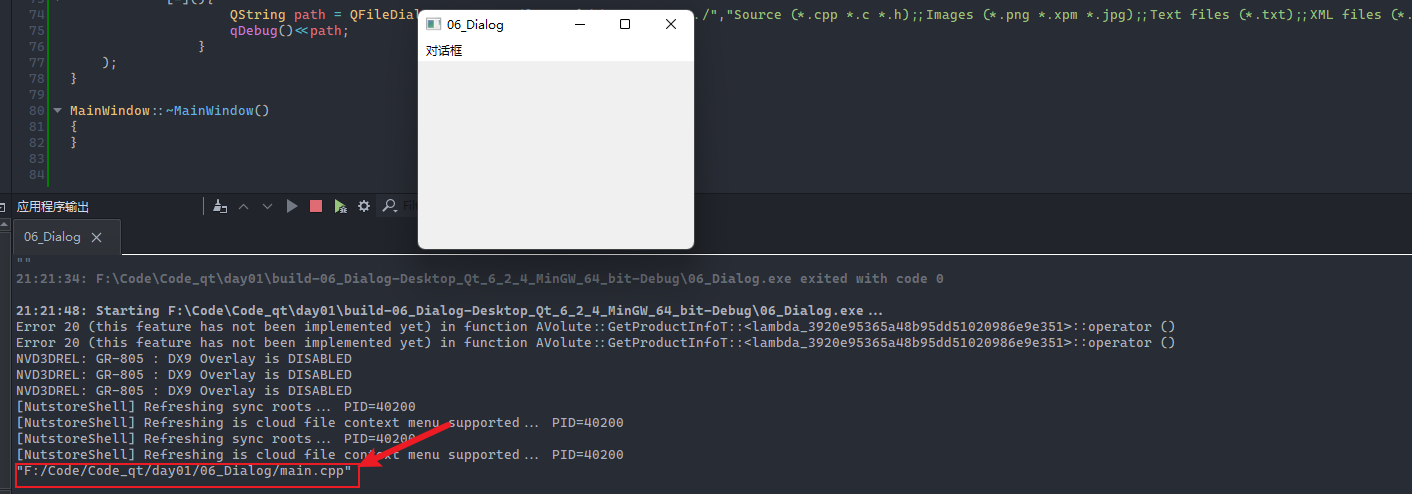 [=](){
74 QString path = QFileDial
./","Source (*.cpp *.c *.h);;Images (*.png *.xpm *.jpg);;Text files (*.txt);;XML files (*.
75 qDebug()<<path;
76 }
77 );
78 }
79
80 MainWindow::~MainWindow()
81 {
82 }
83
84
06_Dialog
对话框
应用程序输出
06_Dialog
""
21:21:34: F:\Code\Code_qt\day01\build-06_Dialog-Desktop_Qt_6_2_4_MinGW_64_bit-Debug\06_Dialog.exe exited with code 0
21:21:48: Starting F:\Code\Code_qt\day01\build-06_Dialog-Desktop_Qt_6_2_4_MinGW_64_bit-Debug\06_Dialog.exe...
Error 20 (this feature has not been implemented yet) in function AVolute::GetProductInfoT::<lambda_3920e95365a48b95dd51020986e9e351>::operator ()
Error 20 (this feature has not been implemented yet) in function AVolute::GetProductInfoT::<lambda_3920e95365a48b95dd51020986e9e351>::operator ()
NVD3DREL: GR-805 : DX9 Overlay is DISABLED
NVD3DREL: GR-805 : DX9 Overlay is DISABLED
NVD3DREL: GR-805 : DX9 Overlay is DISABLED
[NutstoreShell] Refreshing sync roots... PID=40200
[NutstoreShell] Refreshing is cloud file context menu supported... PID=40200
[NutstoreShell] Refreshing sync roots... PID=40200
[NutstoreShell] Refreshing is cloud file context menu supported... PID=40200
"F:/Code/Code_qt/day01/06_Dialog/main.cpp"